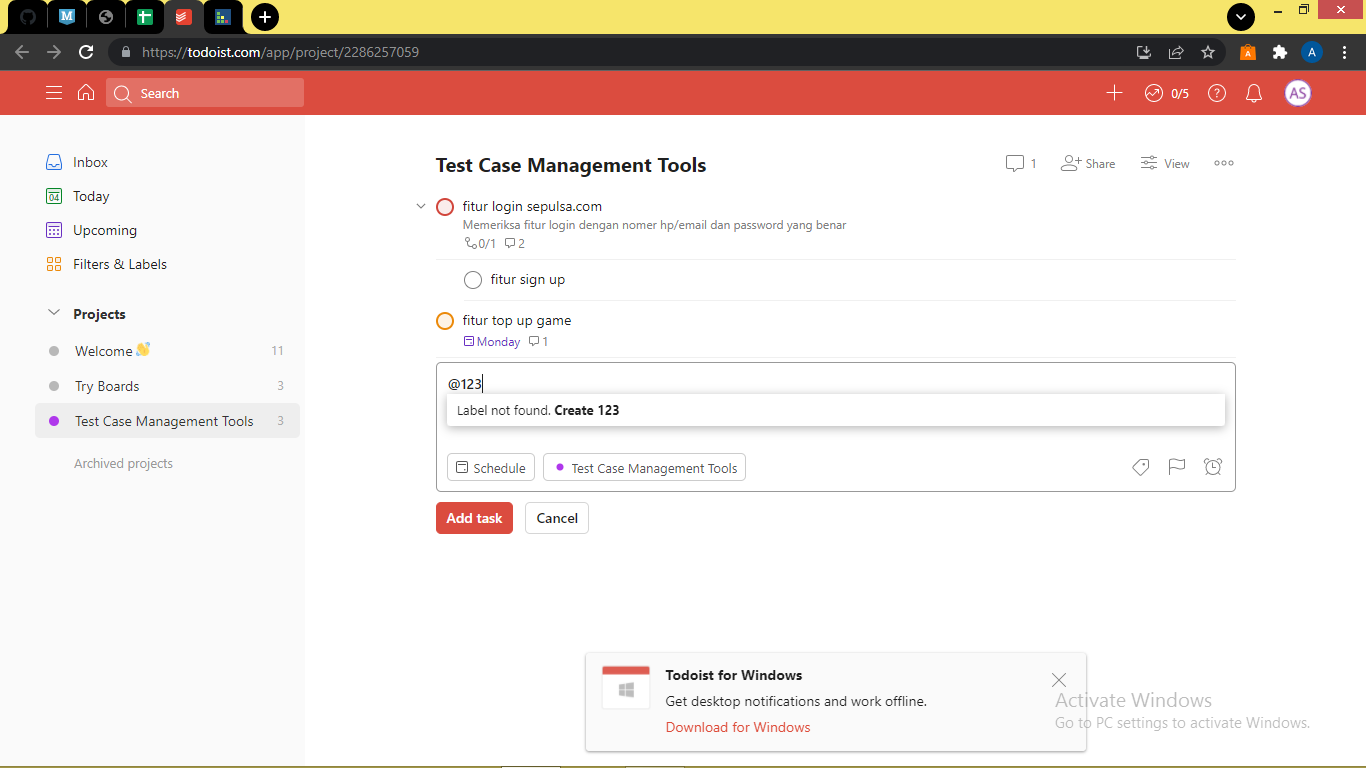 https://todoist.com/app/project/2286257059
A
Search
0/5
AS
Inbox
04
Today
Upcoming
Filters & Labels
Projects
Welcome 👋 11
Try Boards 3
Test Case Management Tools 3
Archived projects
Test Case Management Tools
1 Share View
fitur login sepulsa.com
Memeriksa fitur login dengan nomer hp/email dan password yang benar
0/1 2
fitur sign up
fitur top up game
Monday 1
@123
Label not found. Create 123
Schedule Test Case Management Tools
Add task Cancel
Todoist for Windows
Get desktop notifications and work offline.
Download for Windows
Activate Windows
Go to PC settings to activate Windows.